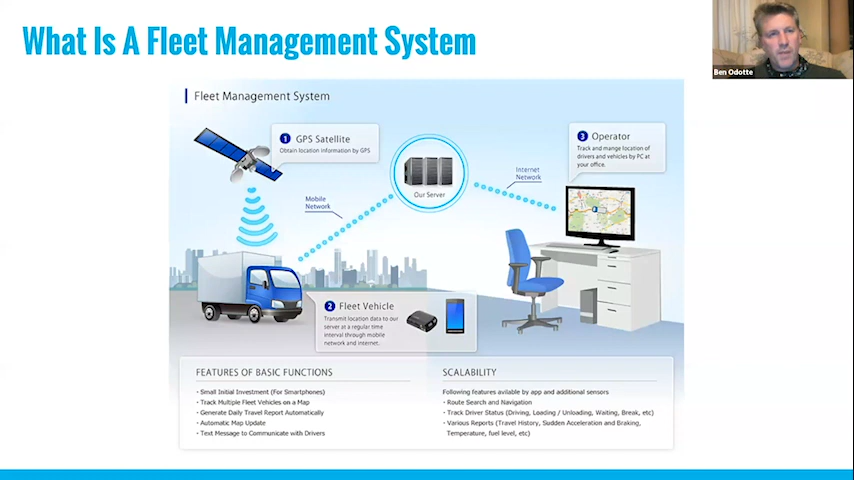 What Is A Fleet Management System
Ben Odotte
Fleet Management System
1 GPS Satellite
Obtain location information by GPS
3 Operator
Track and mange location of
drivers and vehicles by PC at
your office.
Our Server
Internet
Network
Mobile
Network
2 Fleet Vehicle
Transmit location data to our
server at a regular time
interval through mobile
network and internet.
FEATURES OF BASIC FUNCTIONS
- Small Initial Investment (For Smartphones)
- Track Multiple Fleet Vehicles on a Map
- Generate Daily Travel Report Automatically
- Automatic Map Update
- Text Message to Communicate with Drivers
SCALABILITY
Following features avilable by app and additional sensors
- Route Search and Navigation
- Track Driver Status (Driving, Loading / Unloading, Waiting, Break, etc)
- Various Reports (Travel History, Sudden Acceleration and Braking,
Temperature, fuel level, etc)